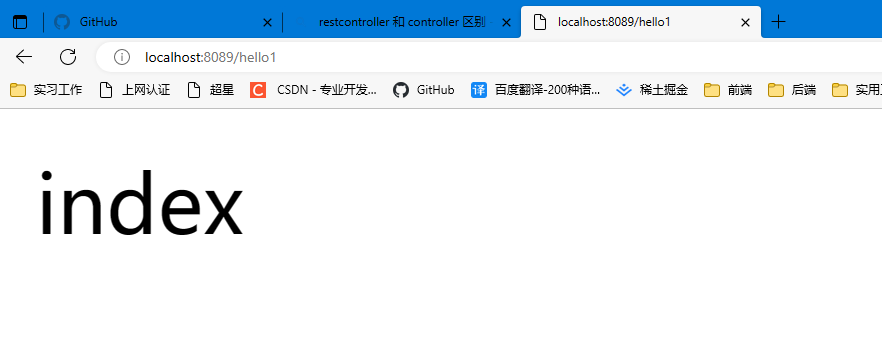 GitHub restcontroller 和 controller 区别 - localhost:8089/hello1
localhost:8089/hello1
实习工作 上网认证 超星 C CSDN - 专业开发... GitHub 译 百度翻译-200种语... 稀土掘金 前端 后端
index